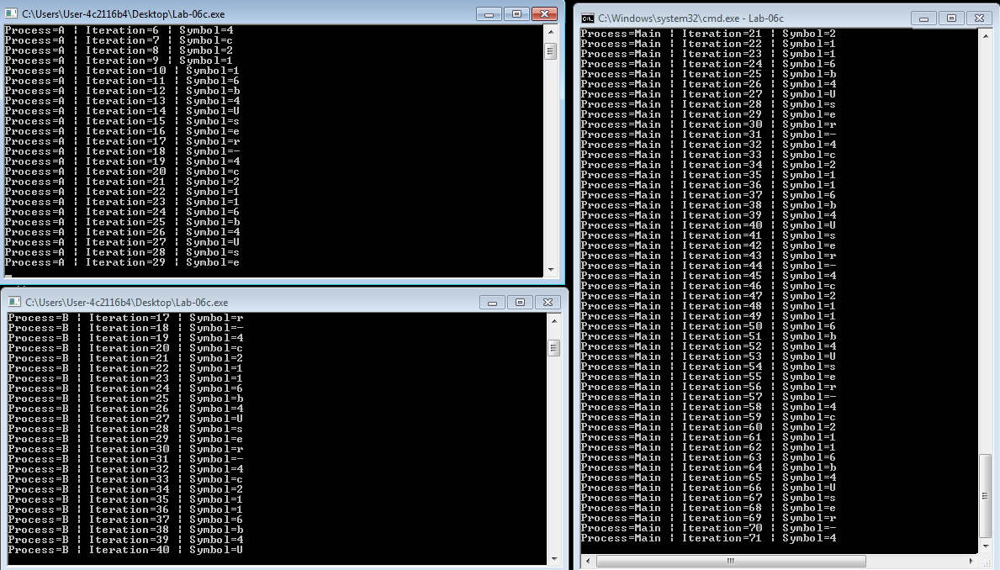 C:\Users\User-4c2116b4\Desktop\Lab-06c.exe
Process=A ¦ Iteration=6 ¦ Symbol=4
Process=A ¦ Iteration=7 ¦ Symbol=c
Process=A ¦ Iteration=8 ¦ Symbol=2
Process=A ¦ Iteration=9 ¦ Symbol=1
Process=A ¦ Iteration=10 ¦ Symbol=1
Process=A ¦ Iteration=11 ¦ Symbol=6
Process=A ¦ Iteration=12 ¦ Symbol=b
Process=A ¦ Iteration=13 ¦ Symbol=4
Process=A ¦ Iteration=14 ¦ Symbol=U
Process=A ¦ Iteration=15 ¦ Symbol=s
Process=A ¦ Iteration=16 ¦ Symbol=e
Process=A ¦ Iteration=17 ¦ Symbol=r
Process=A ¦ Iteration=18 ¦ Symbol=-
Process=A ¦ Iteration=19 ¦ Symbol=4
Process=A ¦ Iteration=20 ¦ Symbol=c
Process=A ¦ Iteration=21 ¦ Symbol=2
Process=A ¦ Iteration=22 ¦ Symbol=1
Process=A ¦ Iteration=23 ¦ Symbol=1
Process=A ¦ Iteration=24 ¦ Symbol=6
Process=A ¦ Iteration=25 ¦ Symbol=b
Process=A ¦ Iteration=26 ¦ Symbol=4
Process=A ¦ Iteration=27 ¦ Symbol=U
Process=A ¦ Iteration=28 ¦ Symbol=s
Process=A ¦ Iteration=29 ¦ Symbol=e
C:\Users\User-4c2116b4\Desktop\Lab-06c.exe
Process=B ¦ Iteration=17 ¦ Symbol=r
Process=B ¦ Iteration=18 ¦ Symbol=-
Process=B ¦ Iteration=19 ¦ Symbol=4
Process=B ¦ Iteration=20 ¦ Symbol=c
Process=B ¦ Iteration=21 ¦ Symbol=2
Process=B ¦ Iteration=22 ¦ Symbol=1
Process=B ¦ Iteration=23 ¦ Symbol=1
Process=B ¦ Iteration=24 ¦ Symbol=6
Process=B ¦ Iteration=25 ¦ Symbol=b
Process=B ¦ Iteration=26 ¦ Symbol=4
Process=B ¦ Iteration=27 ¦ Symbol=U
Process=B ¦ Iteration=28 ¦ Symbol=s
Process=B ¦ Iteration=29 ¦ Symbol=e
Process=B ¦ Iteration=30 ¦ Symbol=r
Process=B ¦ Iteration=31 ¦ Symbol=-
Process=B ¦ Iteration=32 ¦ Symbol=4
Process=B ¦ Iteration=33 ¦ Symbol=c
Process=B ¦ Iteration=34 ¦ Symbol=2
Process=B ¦ Iteration=35 ¦ Symbol=1
Process=B ¦ Iteration=36 ¦ Symbol=1
Process=B ¦ Iteration=37 ¦ Symbol=6
Process=B ¦ Iteration=38 ¦ Symbol=b
Process=B ¦ Iteration=39 ¦ Symbol=4
Process=B ¦ Iteration=40 ¦ Symbol=U
C:\Windows\system32\cmd.exe - Lab-06c
Process=Main ¦ Iteration=21 ¦ Symbol=2
Process=Main ¦ Iteration=22 ¦ Symbol=1
Process=Main ¦ Iteration=23 ¦ Symbol=1
Process=Main ¦ Iteration=24 ¦ Symbol=6
Process=Main ¦ Iteration=25 ¦ Symbol=b
Process=Main ¦ Iteration=26 ¦ Symbol=4
Process=Main ¦ Iteration=27 ¦ Symbol=U
Process=Main ¦ Iteration=28 ¦ Symbol=s
Process=Main ¦ Iteration=29 ¦ Symbol=e
Process=Main ¦ Iteration=30 ¦ Symbol=r
Process=Main ¦ Iteration=31 ¦ Symbol=-
Process=Main ¦ Iteration=32 ¦ Symbol=4
Process=Main ¦ Iteration=33 ¦ Symbol=c
Process=Main ¦ Iteration=34 ¦ Symbol=2
Process=Main ¦ Iteration=35 ¦ Symbol=1
Process=Main ¦ Iteration=36 ¦ Symbol=1
Process=Main ¦ Iteration=37 ¦ Symbol=6
Process=Main ¦ Iteration=38 ¦ Symbol=b
Process=Main ¦ Iteration=39 ¦ Symbol=4
Process=Main ¦ Iteration=40 ¦ Symbol=U
Process=Main ¦ Iteration=41 ¦ Symbol=s
Process=Main ¦ Iteration=42 ¦ Symbol=e
Process=Main ¦ Iteration=43 ¦ Symbol=r
Process=Main ¦ Iteration=44 ¦ Symbol=-
Process=Main ¦ Iteration=45 ¦ Symbol=4
Process=Main ¦ Iteration=46 ¦ Symbol=c
Process=Main ¦ Iteration=47 ¦ Symbol=2
Process=Main ¦ Iteration=48 ¦ Symbol=1
Process=Main ¦ Iteration=49 ¦ Symbol=1
Process=Main ¦ Iteration=50 ¦ Symbol=6
Process=Main ¦ Iteration=51 ¦ Symbol=b
Process=Main ¦ Iteration=52 ¦ Symbol=4
Process=Main ¦ Iteration=53 ¦ Symbol=U
Process=Main ¦ Iteration=54 ¦ Symbol=s
Process=Main ¦ Iteration=55 ¦ Symbol=e
Process=Main ¦ Iteration=56 ¦ Symbol=r
Process=Main ¦ Iteration=57 ¦ Symbol=-
Process=Main ¦ Iteration=58 ¦ Symbol=4
Process=Main ¦ Iteration=59 ¦ Symbol=c
Process=Main ¦ Iteration=60 ¦ Symbol=2
Process=Main ¦ Iteration=61 ¦ Symbol=1
Process=Main ¦ Iteration=62 ¦ Symbol=1
Process=Main ¦ Iteration=63 ¦ Symbol=6
Process=Main ¦ Iteration=64 ¦ Symbol=b
Process=Main ¦ Iteration=65 ¦ Symbol=4
Process=Main ¦ Iteration=66 ¦ Symbol=U
Process=Main ¦ Iteration=67 ¦ Symbol=s
Process=Main ¦ Iteration=68 ¦ Symbol=e
Process=Main ¦ Iteration=69 ¦ Symbol=r
Process=Main ¦ Iteration=70 ¦ Symbol=-
Process=Main ¦ Iteration=71 ¦ Symbol=4